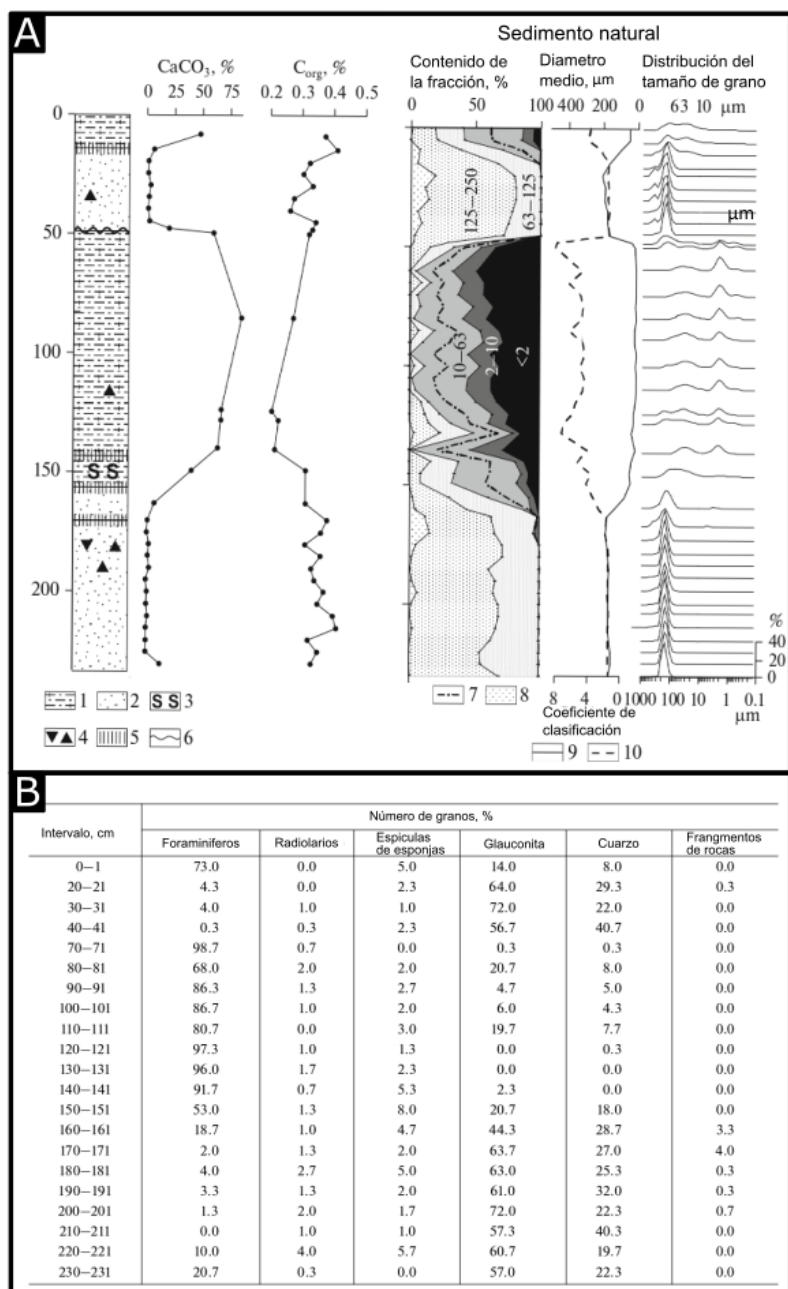 A
Sedimento natural
CaCO3, %
0 25 50 75
Corg, %
0.2 0.3 0.4 0.5
Contenido de
la fracción, %
0 50 100
Diametro
medio, μm
400 200
Distribución del
tamaño de grano
0 63 10 μm
0
50
100
150
200
S S
125–250
63–125
10–63
2–10
<2
μm
%
40
20
0
8 4 0
1000 100 10 1 0.1
μm
Coëficiente de
clasificación
1
2
S S 3
4
5
6
7
8
9
10
B
Intervalo, cm
Número de granos, %
Foraminíferos Radiolarios Espiculas de esponjas Glauconita Cuarzo Frangmentos de rocas
0–1 73.0 0.0 5.0 14.0 8.0 0.0
20–21 4.3 0.0 2.3 64.0 29.3 0.3
30–31 4.0 1.0 1.0 72.0 22.0 0.0
40–41 0.3 0.3 2.3 56.7 40.7 0.0
70–71 98.7 0.7 0.0 0.3 0.3 0.0
80–81 68.0 2.0 2.0 20.7 8.0 0.0
90–91 86.3 1.3 2.7 4.7 5.0 0.0
100–101 86.7 1.0 2.0 6.0 4.3 0.0
110–111 80.7 0.0 3.0 19.7 7.7 0.0
120–121 97.3 1.0 1.3 0.0 0.3 0.0
130–131 96.0 1.7 2.3 0.0 0.0 0.0
140–141 91.7 0.7 5.3 2.3 0.0 0.0
150–151 53.0 1.3 8.0 20.7 18.0 0.0
160–161 18.7 1.0 4.7 44.3 28.7 3.3
170–171 2.0 1.3 2.0 63.7 27.0 4.0
180–181 4.0 2.7 5.0 63.0 25.3 0.3
190–191 3.3 1.3 2.0 61.0 32.0 0.3
200–201 1.3 2.0 1.7 72.0 22.3 0.7
210–211 0.0 1.0 1.0 57.3 40.3 0.0
220–221 10.0 4.0 5.7 60.7 19.7 0.0
230–231 20.7 0.3 0.0 57.0 22.3 0.0